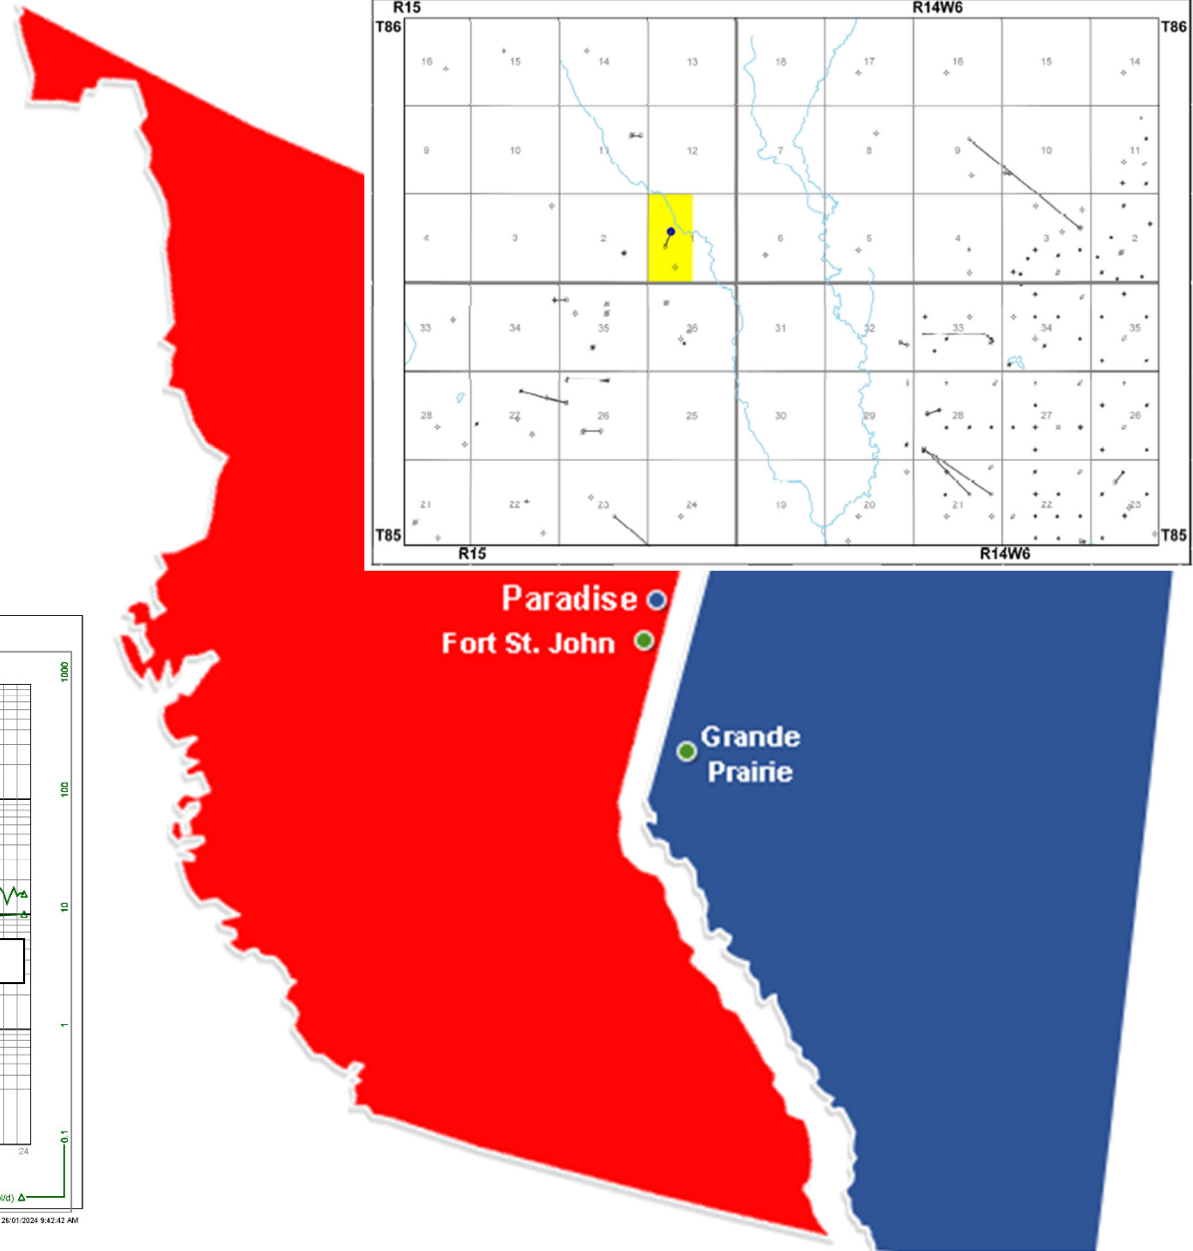 R15 R14W6
T86 T86
16 15 14 13 18 17 16 15 14
9 10 11 12 7 8 9 10 11
4 3 2 1 6 5 4 3 2
33 34 35 36 31 32 33 34 35
28 27 26 25 30 29 28 27 26
21 22 23 24 19 20 21 22 23
T85 T85
R15 R14W6
Paradise
Fort St. John
Grande
Prairie
1000
100
10
1
0.1
24
26/01/2024 9:42:42 AM